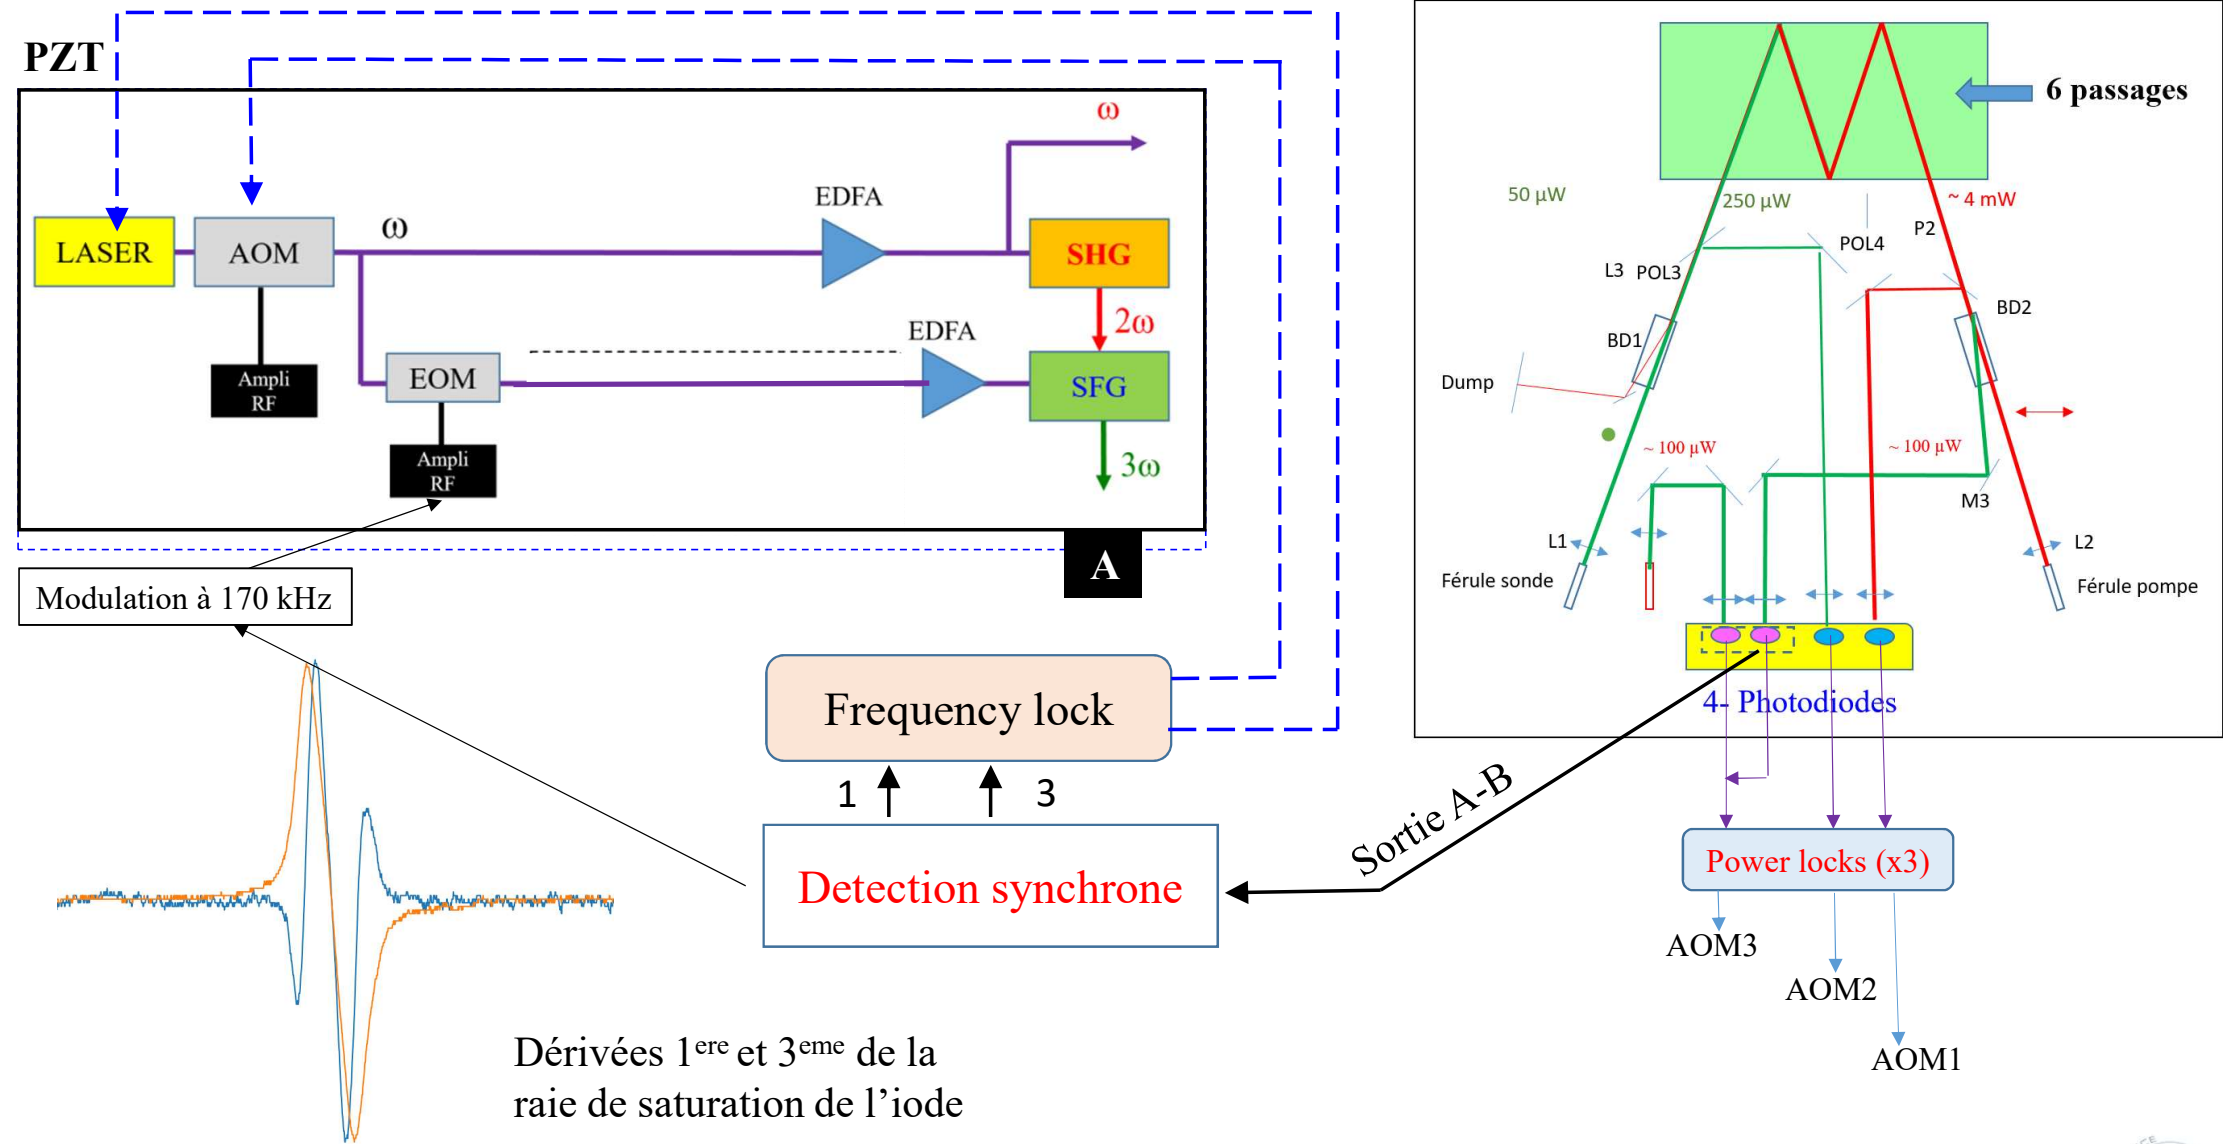 PZT
ω
EDFA
LASER
AOM
ω
SHG
2ω
EDFA
Ampli
RF
EOM
SFG
Ampli
RF
3ω
A
Modulation à 170 kHz
Frequency lock
1
3
Detection synchrone
Sortie A-B
Dérivées 1ere et 3eme de la
raie de saturation de l’iode
6 passages
50 µW
250 µW
~ 4 mW
POL4
P2
L3
POL3
BD2
BD1
Dump
~ 100 µW
~ 100 µW
M3
L1
L2
Férule sonde
Férule pompe
4- Photodiodes
Power locks (x3)
AOM3
AOM2
AOM1